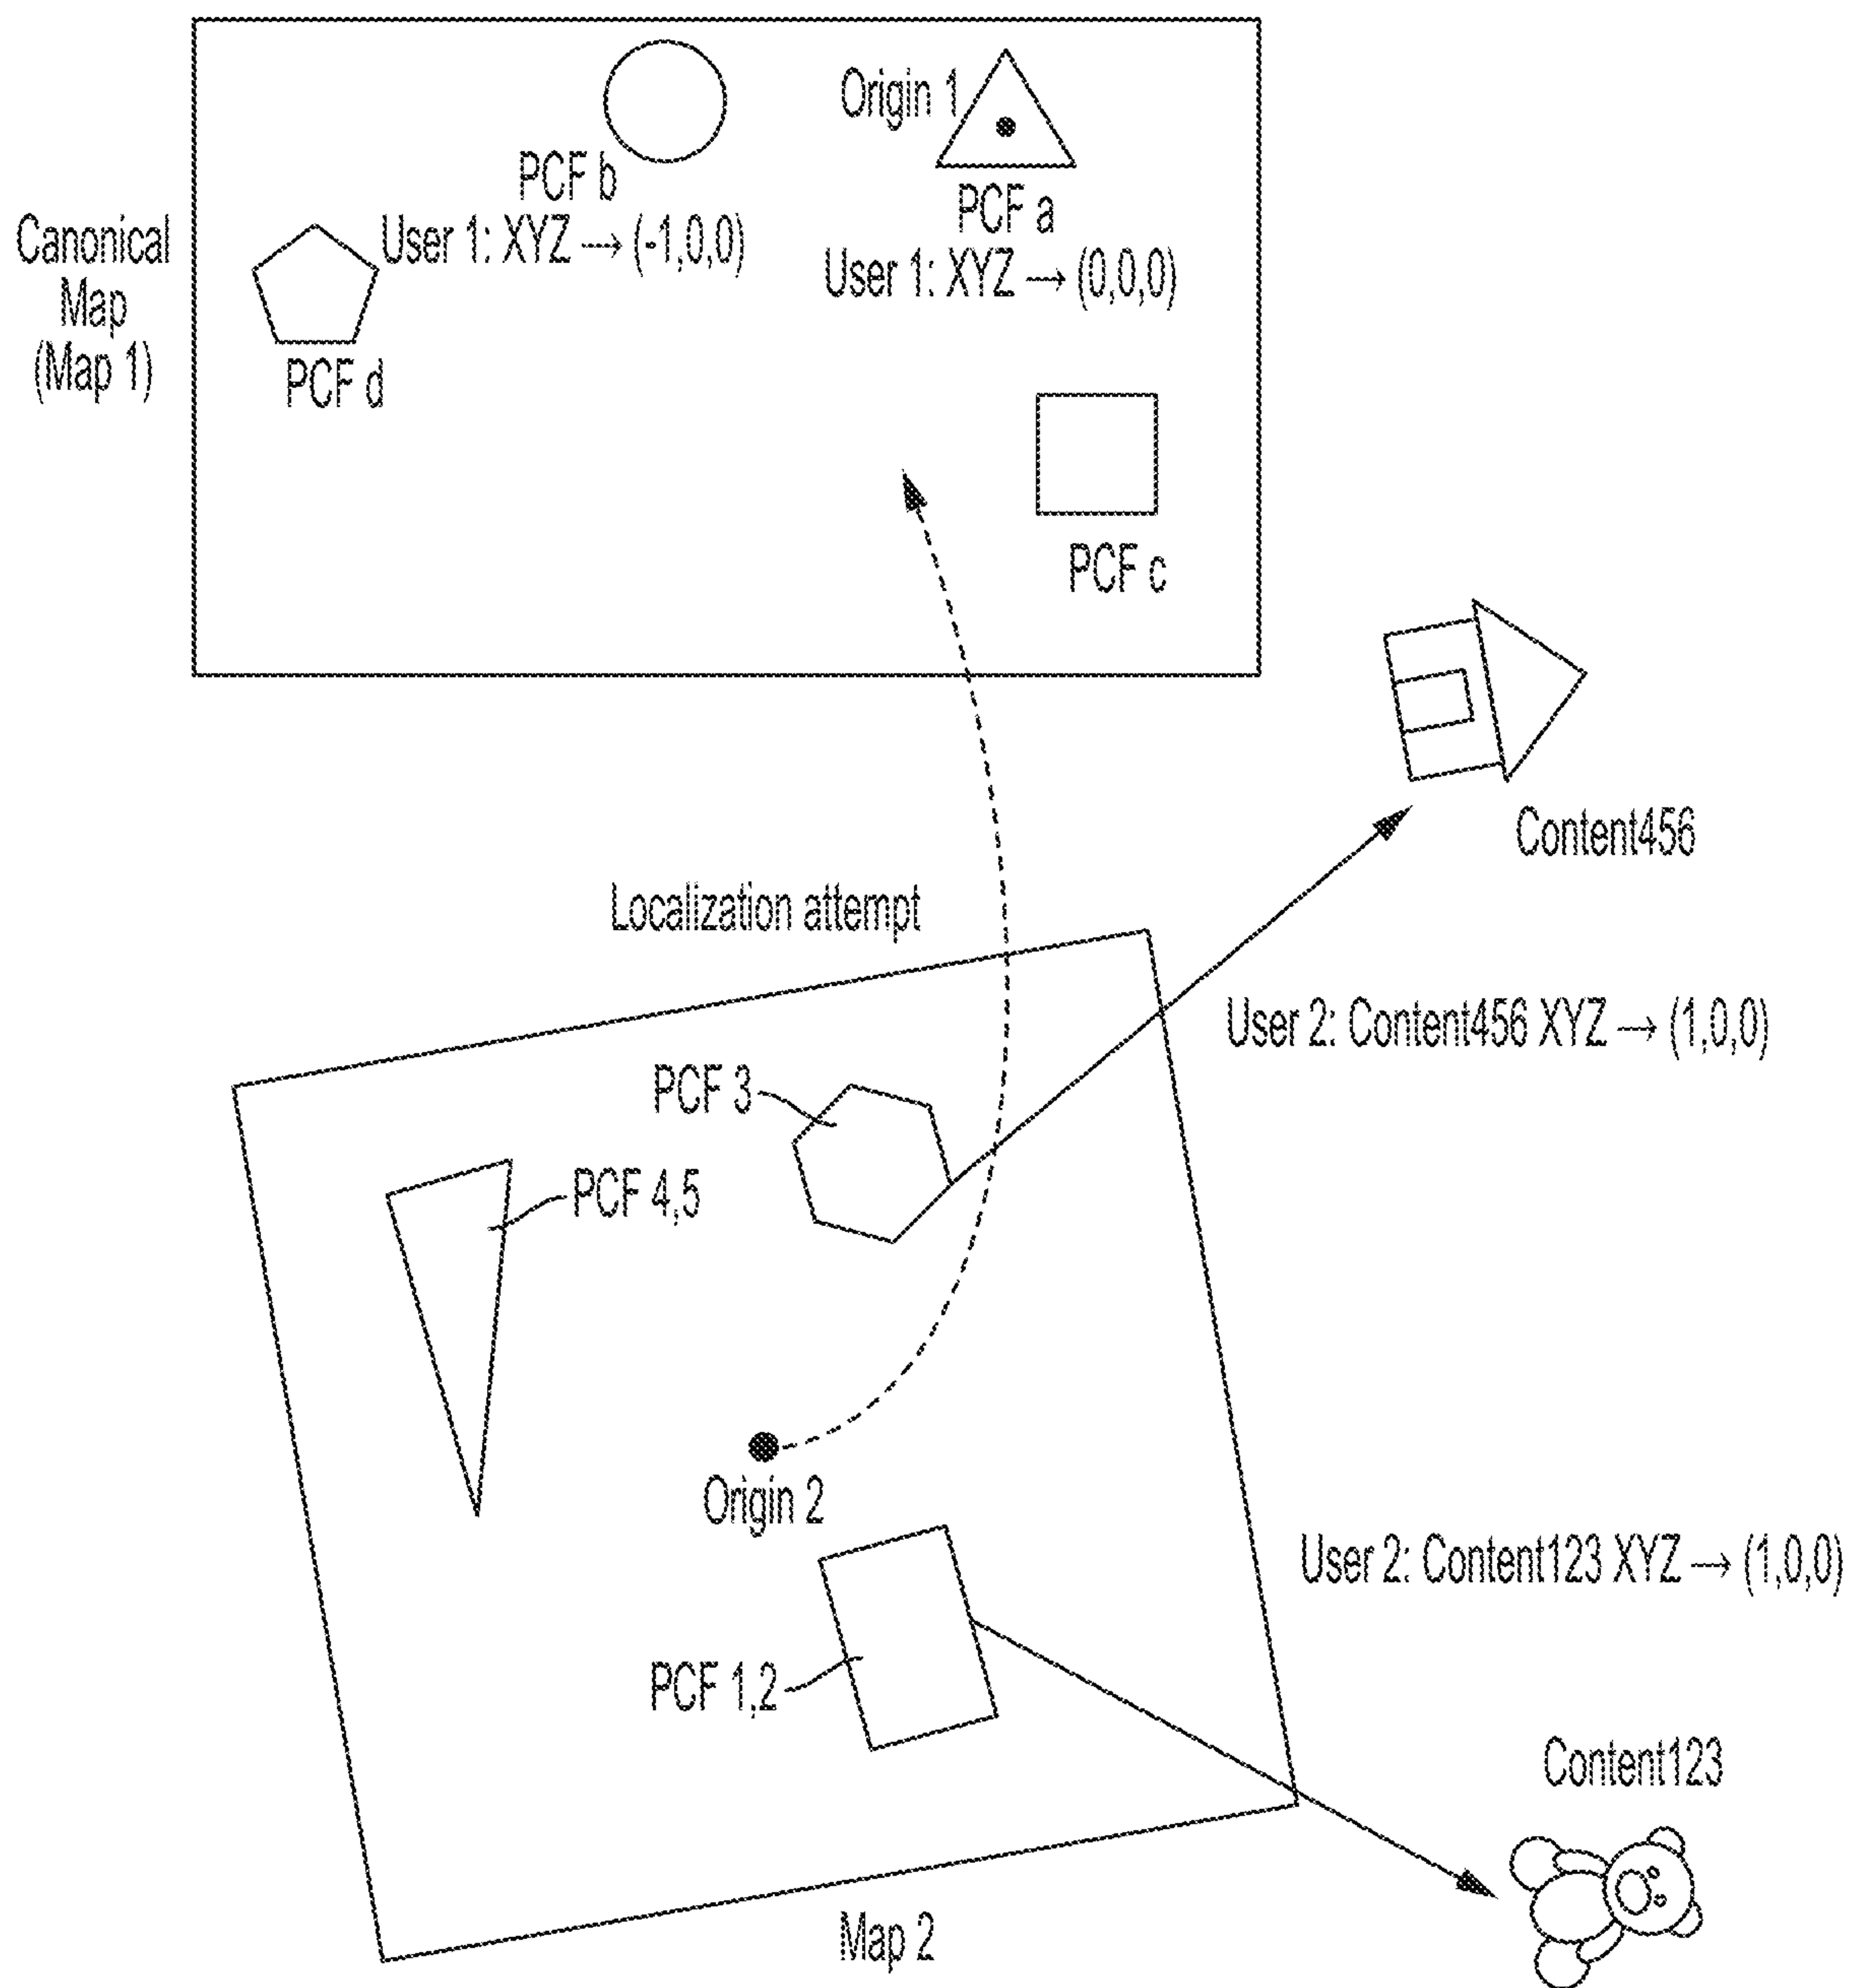 Origin 1
PCF b
PCF a
Canonical
Map
(Map 1)
User 1: XYZ → (-1,0,0)
User 1: XYZ → (0,0,0)
PCF d
PCF c
Content456
Localization attempt
User 2: Content456 XYZ → (1,0,0)
PCF 3
PCF 4,5
Origin 2
User 2: Content123 XYZ → (1,0,0)
PCF 1,2
Content123
Map 2